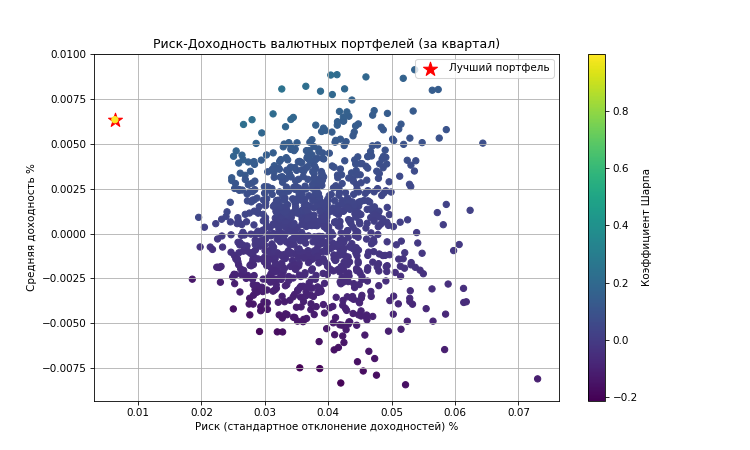 Риск-Доходность валютных портфелей (за квартал)
Лучший портфель
0.0100
0.0075
0.0050
0.0025
0.0000
−0.0025
−0.0050
−0.0075
Средняя доходность %
0.01 0.02 0.03 0.04 0.05 0.06 0.07
Риск (стандартное отклонение доходностей) %
0.8
0.6
0.4
0.2
0.0
−0.2
Коэффициент Шарпа